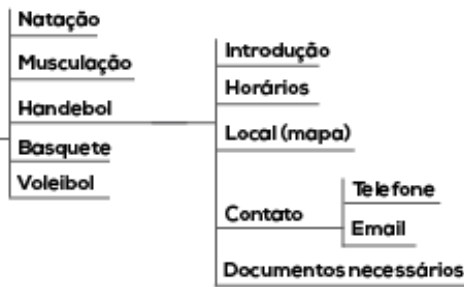 Natação
Musculação
Handebol
Basquete
Voleibol
Introdução
Horários
Local (mapa)
Contato
Telefone
Email
Documentos necessários